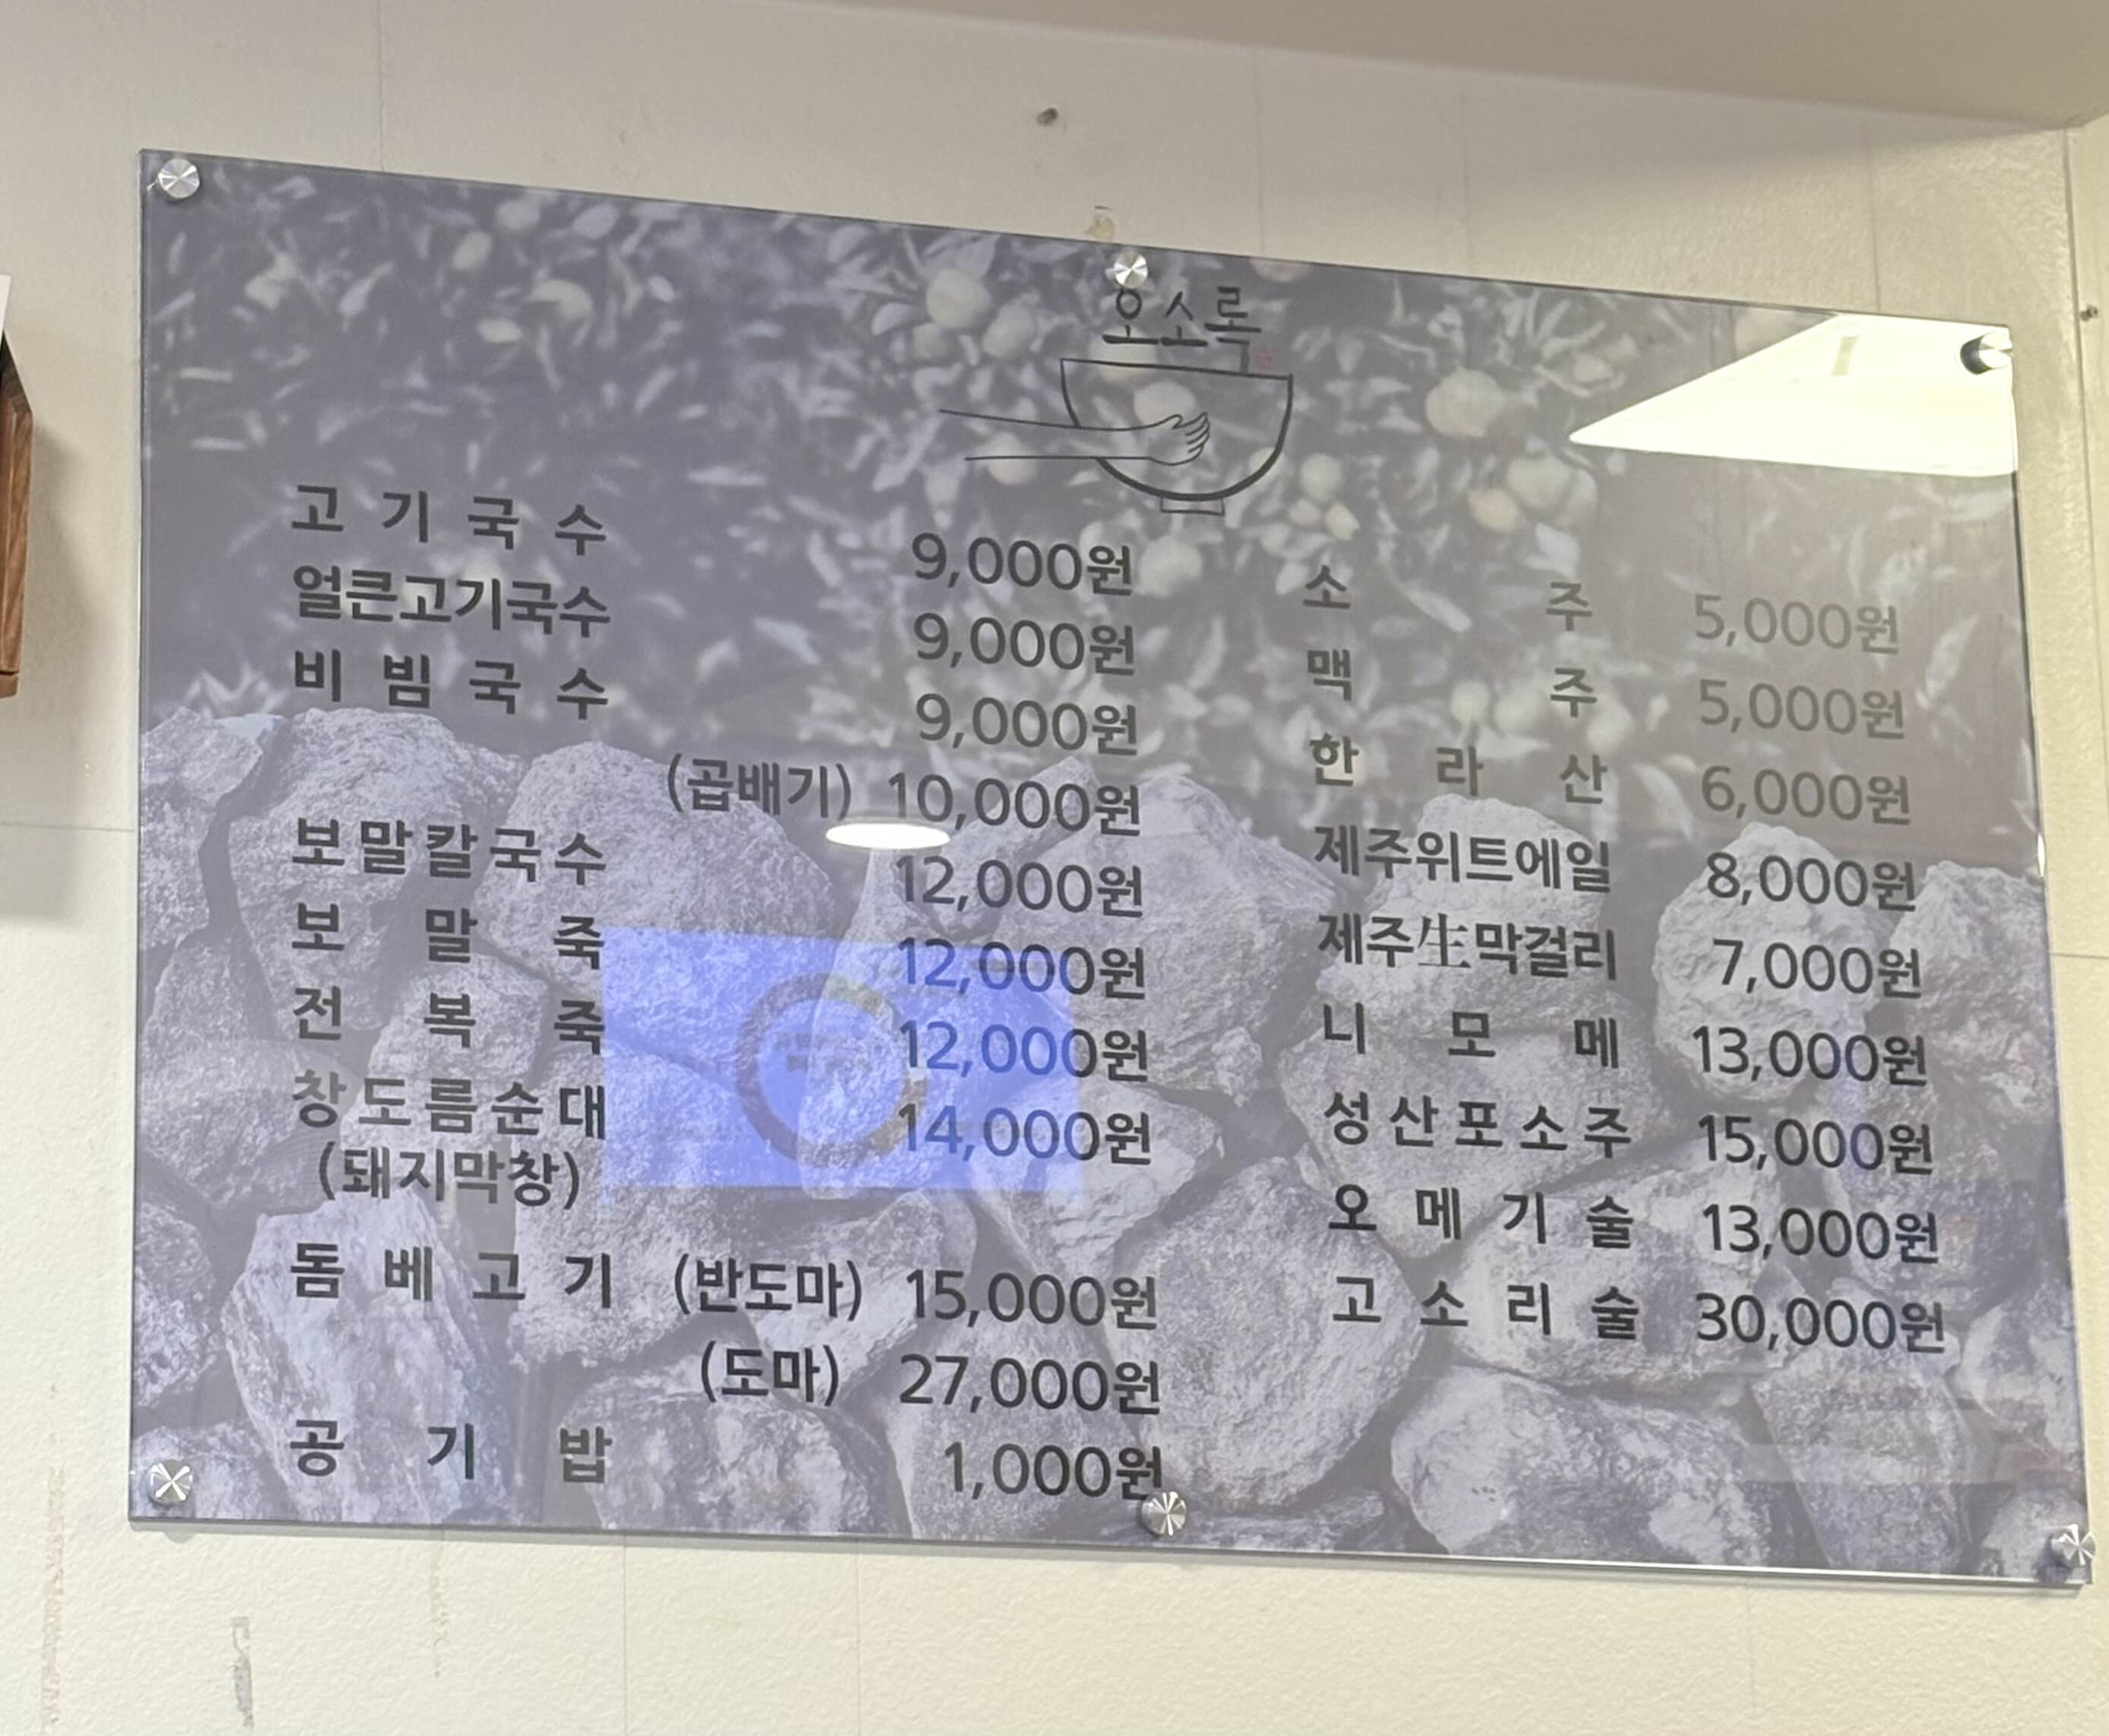 오소록
고기국수 9,000원
얼큰고기국수 9,000원
비빔국수 9,000원
(곱배기) 10,000원
보말칼국수 12,000원
보말죽 12,000원
전복죽 12,000원
창도름순대 14,000원
(돼지막창)
돔베고기 (반도마) 15,000원
(도마) 27,000원
공기밥 1,000원
소주 5,000원
맥주 5,000원
한라산 6,000원
제주위트에일 8,000원
제주生막걸리 7,000원
니모메 13,000원
성산포소주 15,000원
오메기술 13,000원
고소리술 30,000원